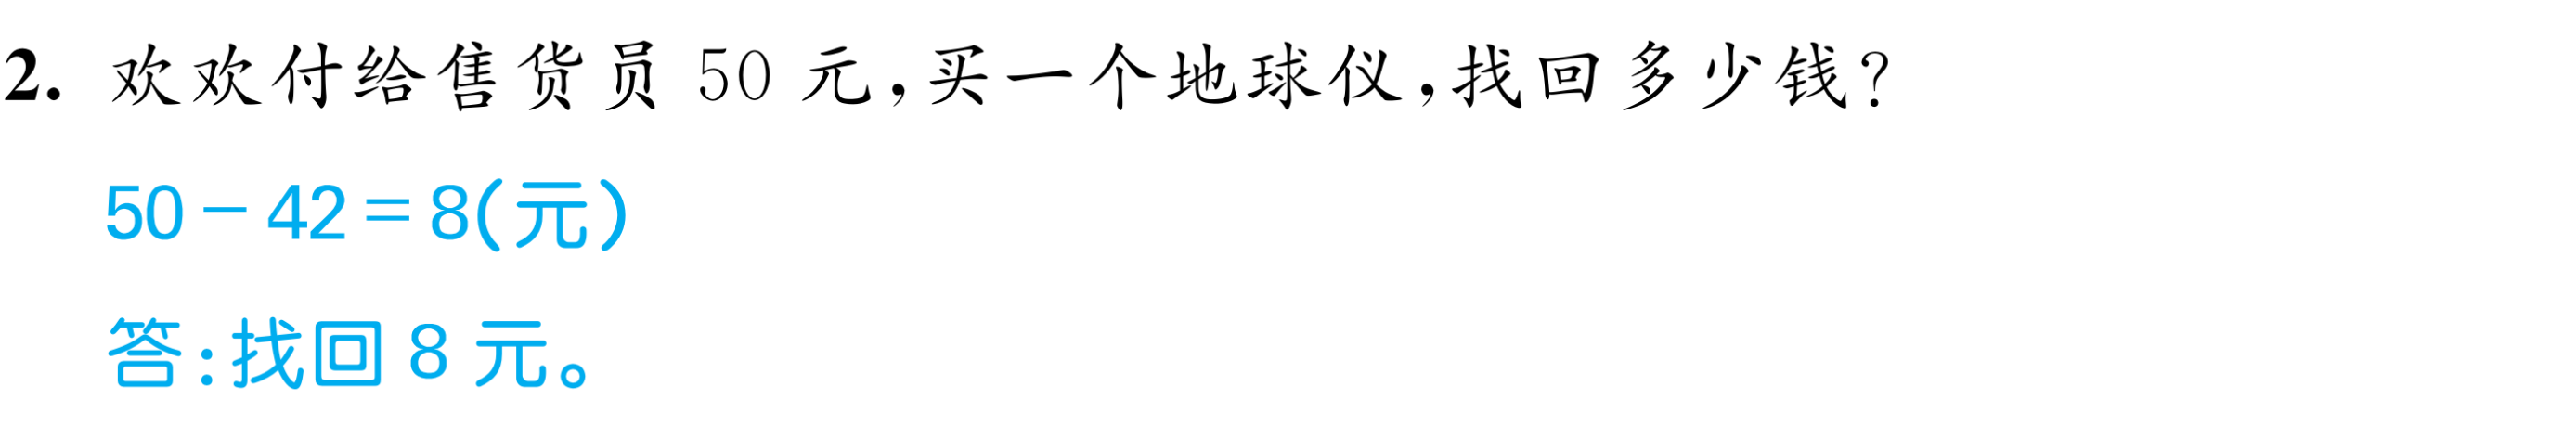 2. 欢欢付给售货员 50 元,买一个地球仪,找回多少钱?
50-42=8(元)
答:找回 8 元。